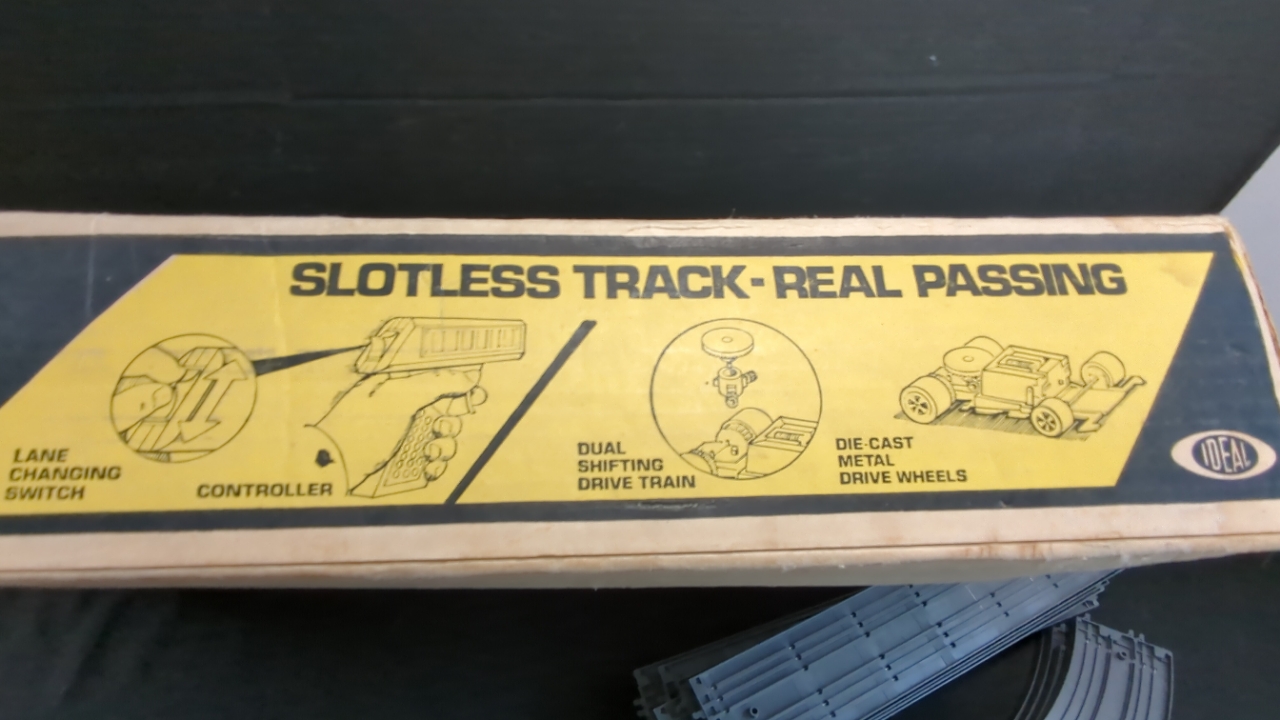 SLOTLESS TRACK-REAL PASSING
LANE
CHANGING
SWITCH
CONTROLLER
DUAL
SHIFTING
DRIVE TRAIN
DIE-CAST
METAL
DRIVE WHEELS
IDEAL